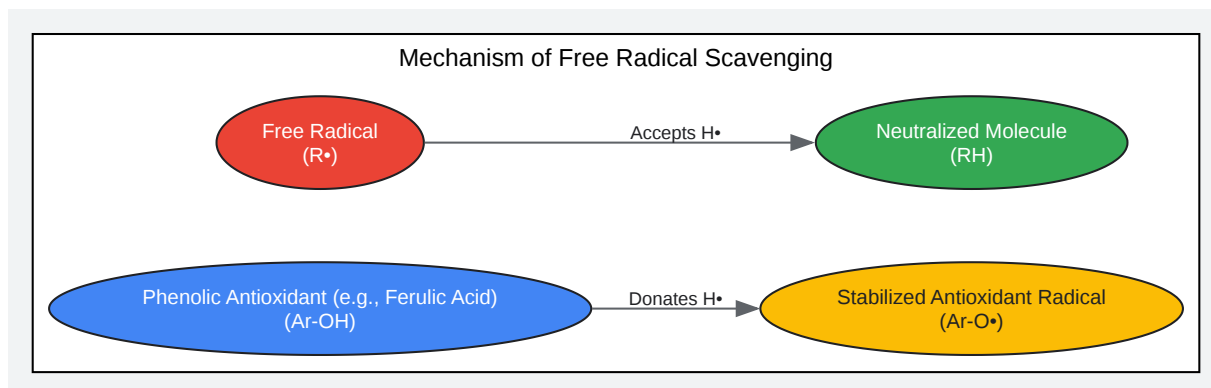 Mechanism of Free Radical Scavenging
Free Radical
(R•)
Accepts H•
Neutralized Molecule
(RH)
Phenolic Antioxidant (e.g., Ferulic Acid)
(Ar-OH)
Donates H•
Stabilized Antioxidant Radical
(Ar-O•)